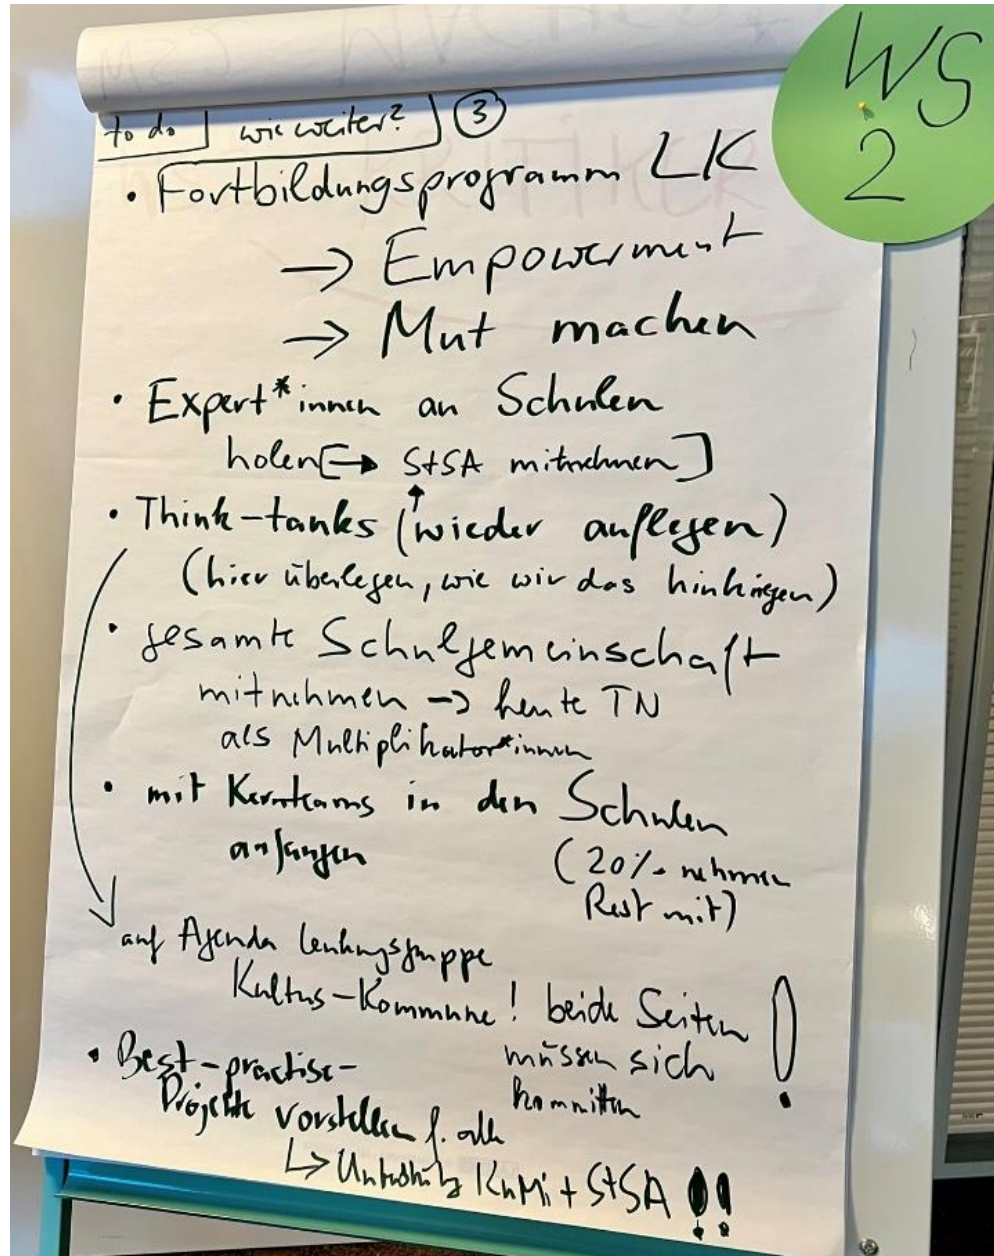 WS
2
to do wie weiter? 3
• Fortbildungsprogramm LK
→ Empowerment
→ Mut machen
• Expert*innen an Schulen
holen [→ StSA mitnehmen]
• Think-tanks (wieder auflegen)
(hier überlegen, wie wir das hinkriegen)
• gesamte Schulgemeinschaft
mitnehmen → heute TN
als Multiplikator*innen
• mit Kernteams in den Schulen
anfangen (20% nehmen
Rest mit)
auf Agenda Lenkungsgruppe
Kultus-Kommune! beide Seiten
müssen sich
kommitten !
• Best-practise-
Projekte vorstellen f. alle
↳ Unterstütz KuMi + StSA !!